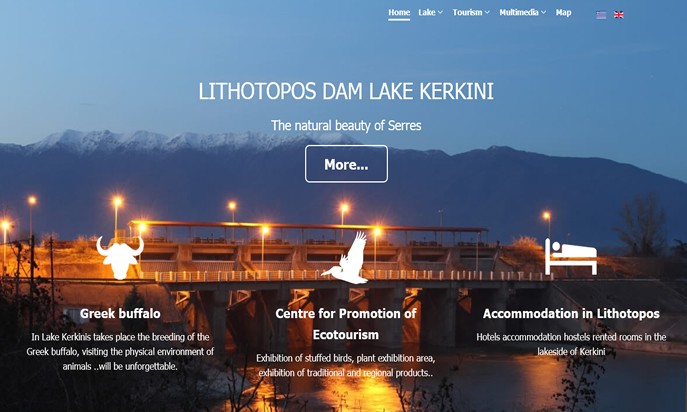 Home Lake Tourism Multimedia Map
LITHOTOPOS DAM LAKE KERKINI
The natural beauty of Serres
More...
Greek buffalo
In Lake Kerkinis takes place the breeding of the
Greek buffalo, visiting the physical environment of
animals ..will be unforgettable.
Centre for Promotion of
Ecotourism
Exhibition of stuffed birds, plant exhibition area,
exhibition of traditional and regional products..
Accommodation in Lithotopos
Hotels accommodation hostels rented rooms in the
lakeside of Kerkini